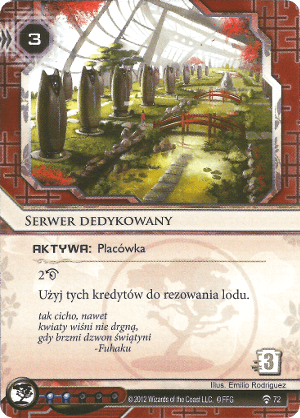 3
SERWER DEDYKOWANY
AKTYWA: Placówka
2
Użyj tych kredytów do rezowania lodu.
tak cicho, nawet
kwiaty wiśni nie drgną,
gdy brzmi dzwon świątyni
-Fuhaku
3
Illus. Emilio Rodriguez
© 2012 Wizards of the Coast LLC. © FFG
72